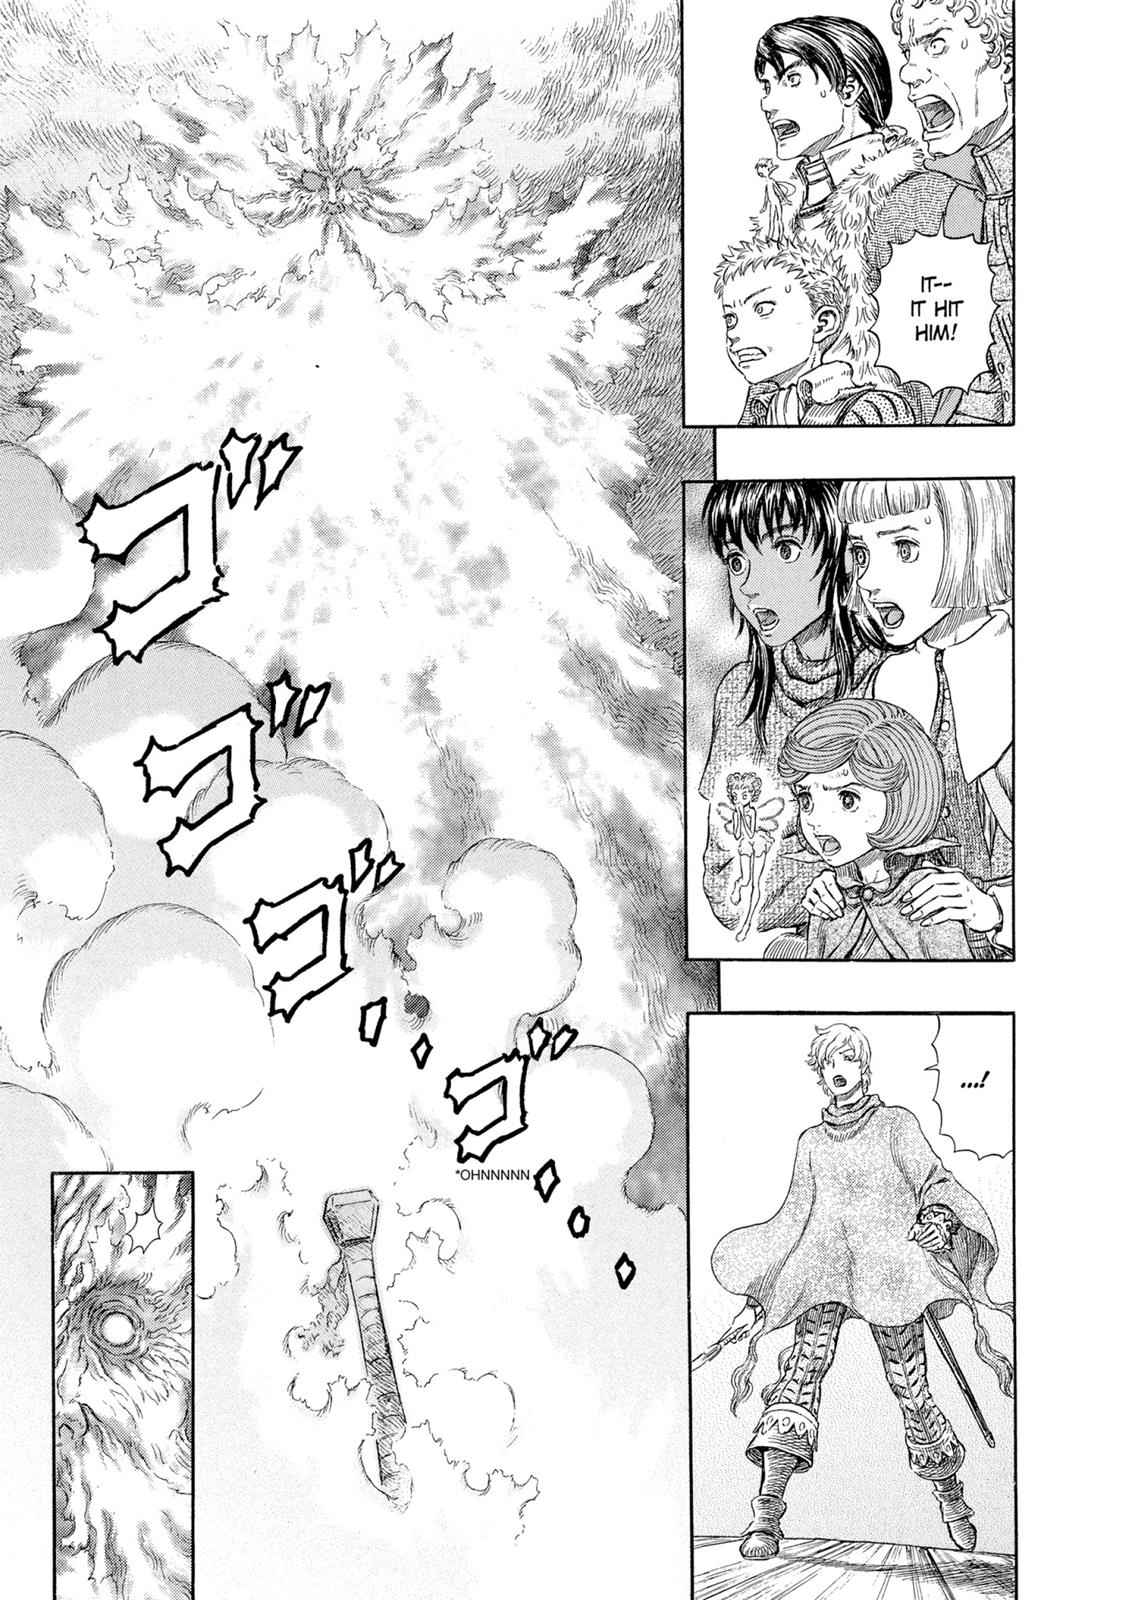 IT--
IT HIT
HIM!
...!
ゴ
ゴ
ゴ
ゴ
*OHNNNNN